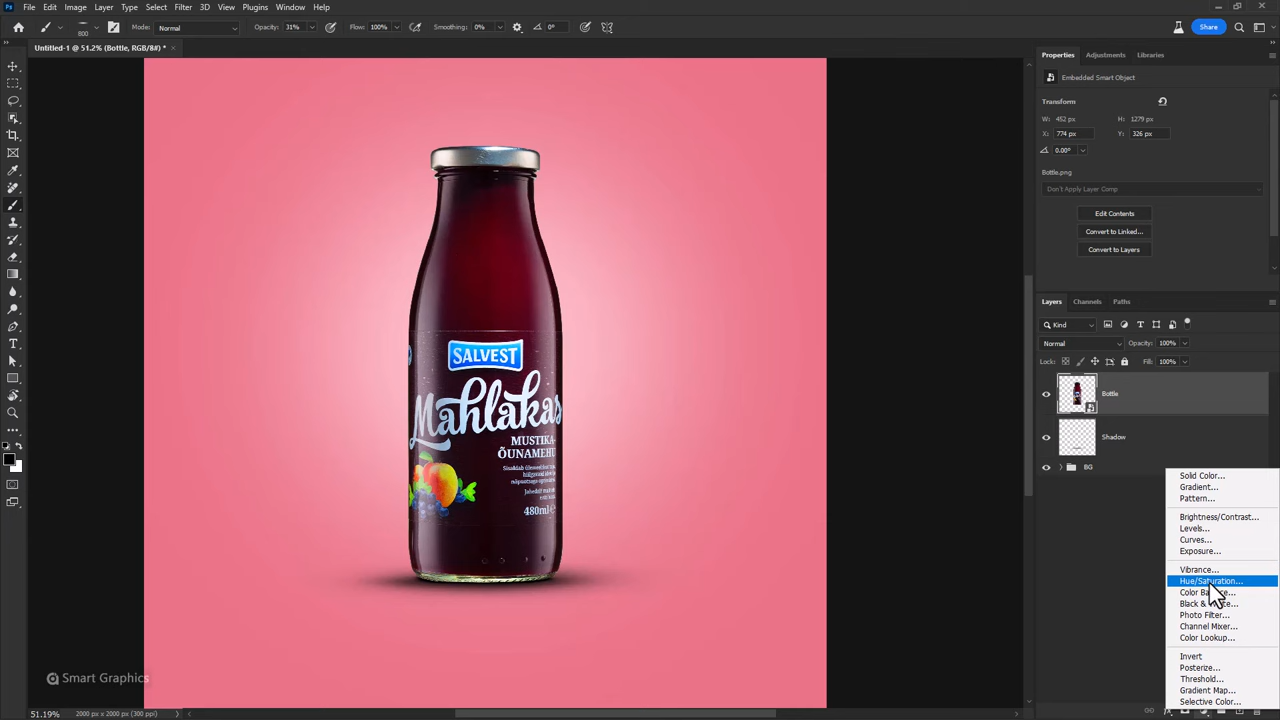 Ps File Edit Image Layer Type Select Filter 3D View Plugins Window Help
800 Mode: Normal Opacity: 31% Flow: 100% Smoothing: 0% 0° Share
Untitled-1 @ 51.2% (Bottle, RGB/8#) *
Properties Adjustments Libraries
Embedded Smart Object
Transform
W: 452 px H: 1279 px
X: 774 px Y: 326 px
0.00°
Bottle.png
Don't Apply Layer Comp
Edit Contents
Convert to Linked...
Convert to Layers
Layers Channels Paths
Kind
Normal Opacity: 100%
Lock: Fill: 100%
Bottle
Shadow
BG
Solid Color...
Gradient...
Pattern...
Brightness/Contrast...
Levels...
Curves...
Exposure...
Vibrance...
Hue/Saturation...
Color
Black &
Photo Filter...
Channel Mixer...
Color Lookup...
Invert
Posterize...
Threshold...
Gradient Map...
Selective Color...
SALVEST
Mahlakas
MUSTIKA-
ÕUNAMEHU
480ml
Smart Graphics
51.19% 2000 px x 2000 px (300 ppi)